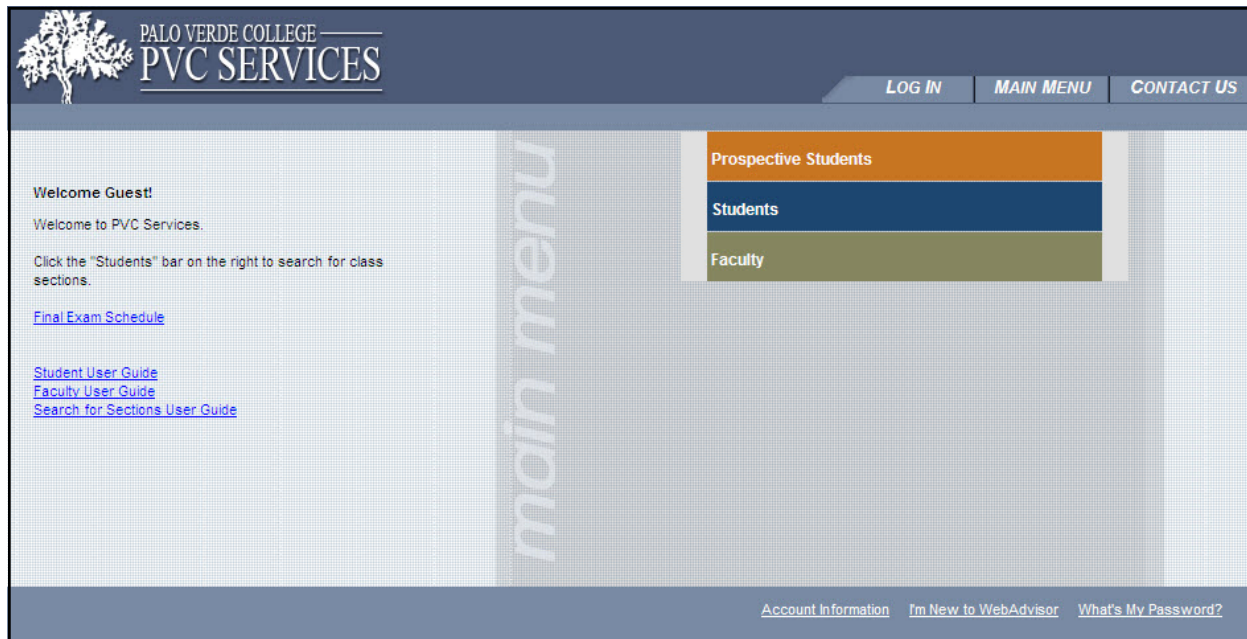 PALO VERDE COLLEGE
PVC SERVICES
LOG IN MAIN MENU CONTACT US
Welcome Guest!
Welcome to PVC Services.
Click the "Students" bar on the right to search for class
sections.
Final Exam Schedule
Student User Guide
Faculty User Guide
Search for Sections User Guide
main menu
Prospective Students
Students
Faculty
Account Information I'm New to WebAdvisor What's My Password?